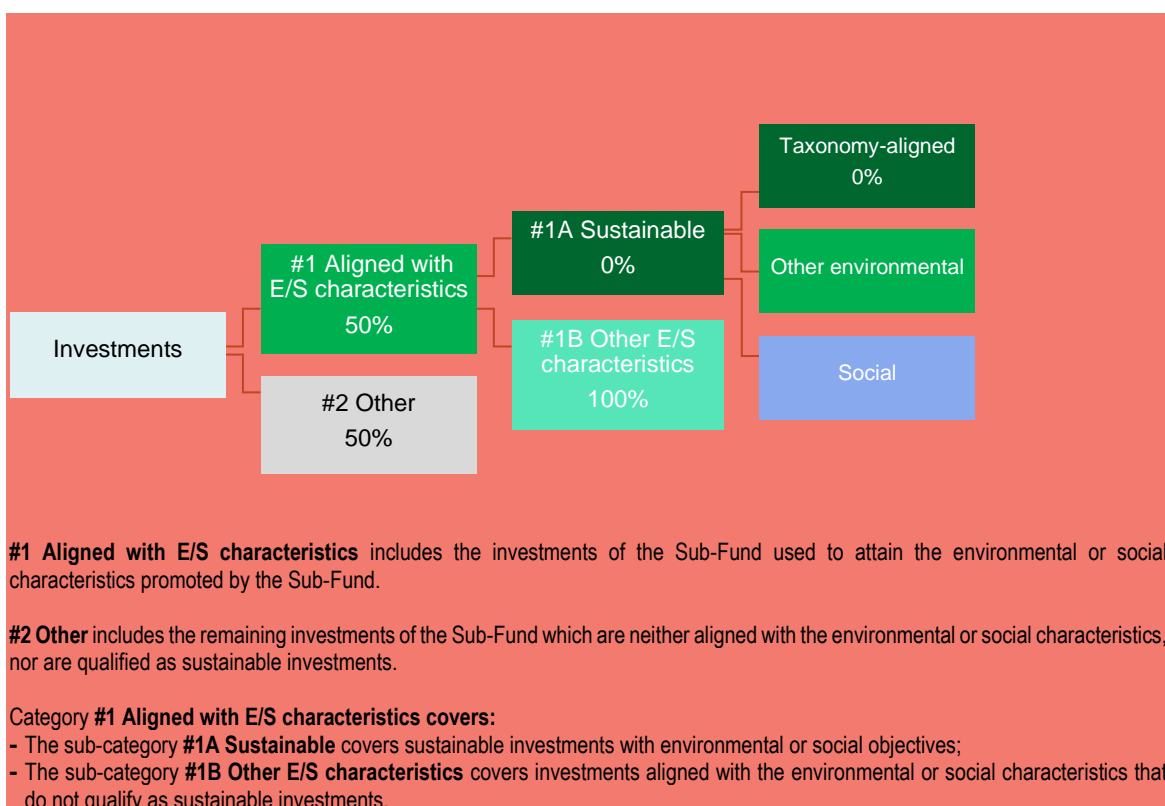 Taxonomy-aligned
0%
#1A Sustainable
0%
#1 Aligned with
E/S characteristics
50%
Other environmental
Investments
#1B Other E/S
characteristics
100%
Social
#2 Other
50%
#1 Aligned with E/S characteristics includes the investments of the Sub-Fund used to attain the environmental or social
characteristics promoted by the Sub-Fund.
#2 Other includes the remaining investments of the Sub-Fund which are neither aligned with the environmental or social characteristics,
nor are qualified as sustainable investments.
Category #1 Aligned with E/S characteristics covers:
- The sub-category #1A Sustainable covers sustainable investments with environmental or social objectives;
- The sub-category #1B Other E/S characteristics covers investments aligned with the environmental or social characteristics that
do not qualify as sustainable investments.